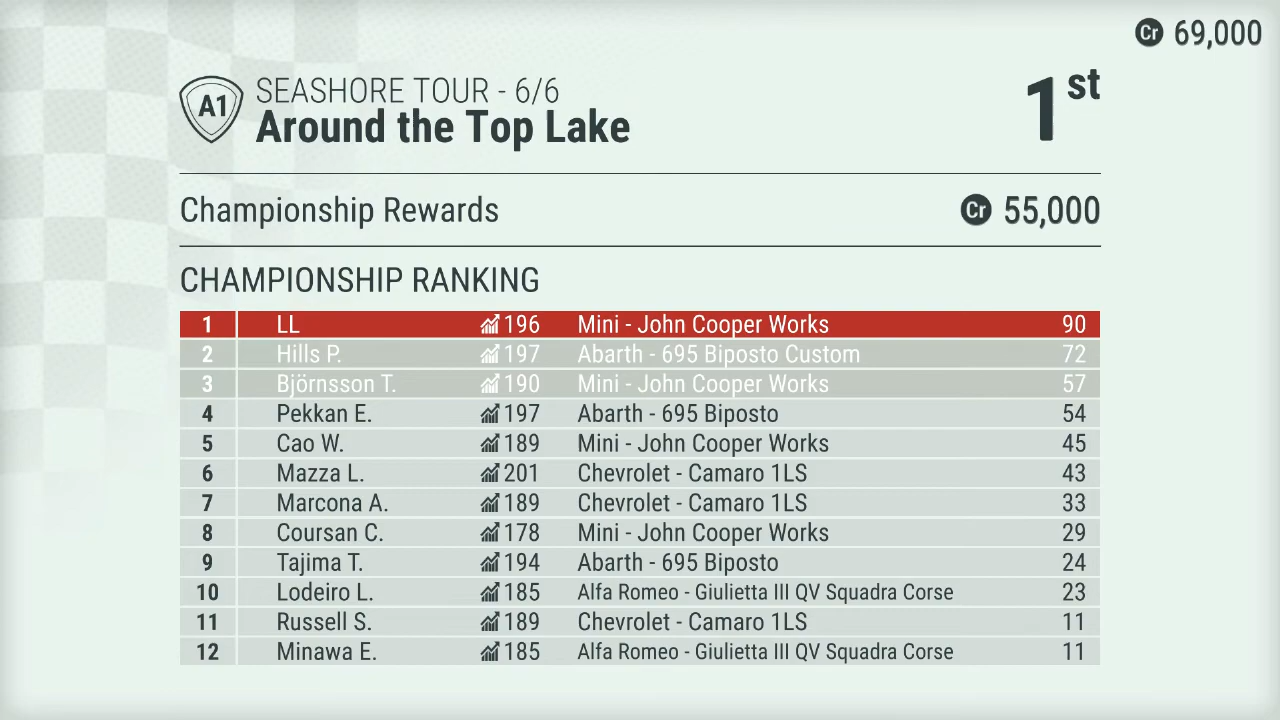 Cr 69,000
A1
SEASHORE TOUR - 6/6
Around the Top Lake
1st
Championship Rewards Cr 55,000
CHAMPIONSHIP RANKING
1 LL 196 Mini - John Cooper Works 90
2 Hills P. 197 Abarth - 695 Biposto Custom 72
3 Björnsson T. 190 Mini - John Cooper Works 57
4 Pekkan E. 197 Abarth - 695 Biposto 54
5 Cao W. 189 Mini - John Cooper Works 45
6 Mazza L. 201 Chevrolet - Camaro 1LS 43
7 Marcona A. 189 Chevrolet - Camaro 1LS 33
8 Coursan C. 178 Mini - John Cooper Works 29
9 Tajima T. 194 Abarth - 695 Biposto 24
10 Lodeiro L. 185 Alfa Romeo - Giulietta III QV Squadra Corse 23
11 Russell S. 189 Chevrolet - Camaro 1LS 11
12 Minawa E. 185 Alfa Romeo - Giulietta III QV Squadra Corse 11